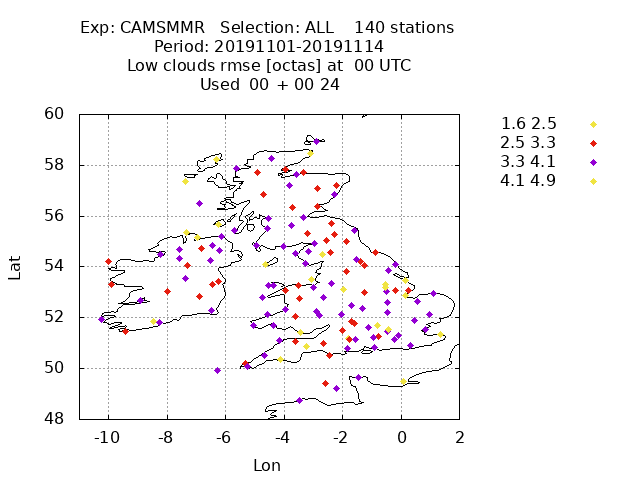 Exp: CAMSMMR   Selection: ALL    140 stations
Period: 20191101-20191114
Low clouds rmse [octas] at  00 UTC
Used  00 + 00 24
1.6 2.5
2.5 3.3
3.3 4.1
4.1 4.9
60
58
56
54
52
50
48
Lat
-10 -8 -6 -4 -2 0 2
Lon